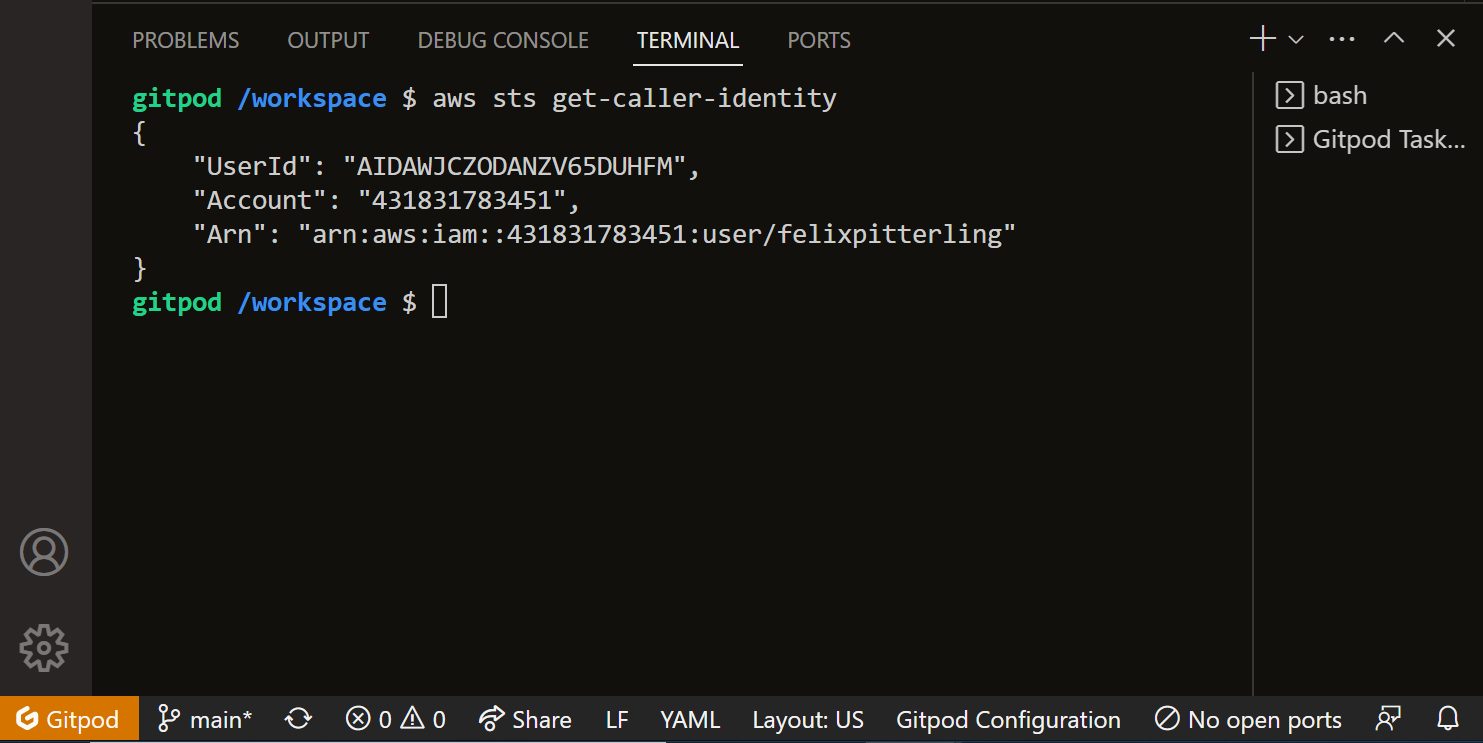 PROBLEMS OUTPUT DEBUG CONSOLE TERMINAL PORTS
gitpod /workspace $ aws sts get-caller-identity
{
    "UserId": "AIDAWJCZODANZV65DUHFM",
    "Account": "431831783451",
    "Arn": "arn:aws:iam::431831783451:user/felixpitterling"
}
gitpod /workspace $
bash
Gitpod Task...
Gitpod main* 0 0 Share LF YAML Layout: US Gitpod Configuration No open ports